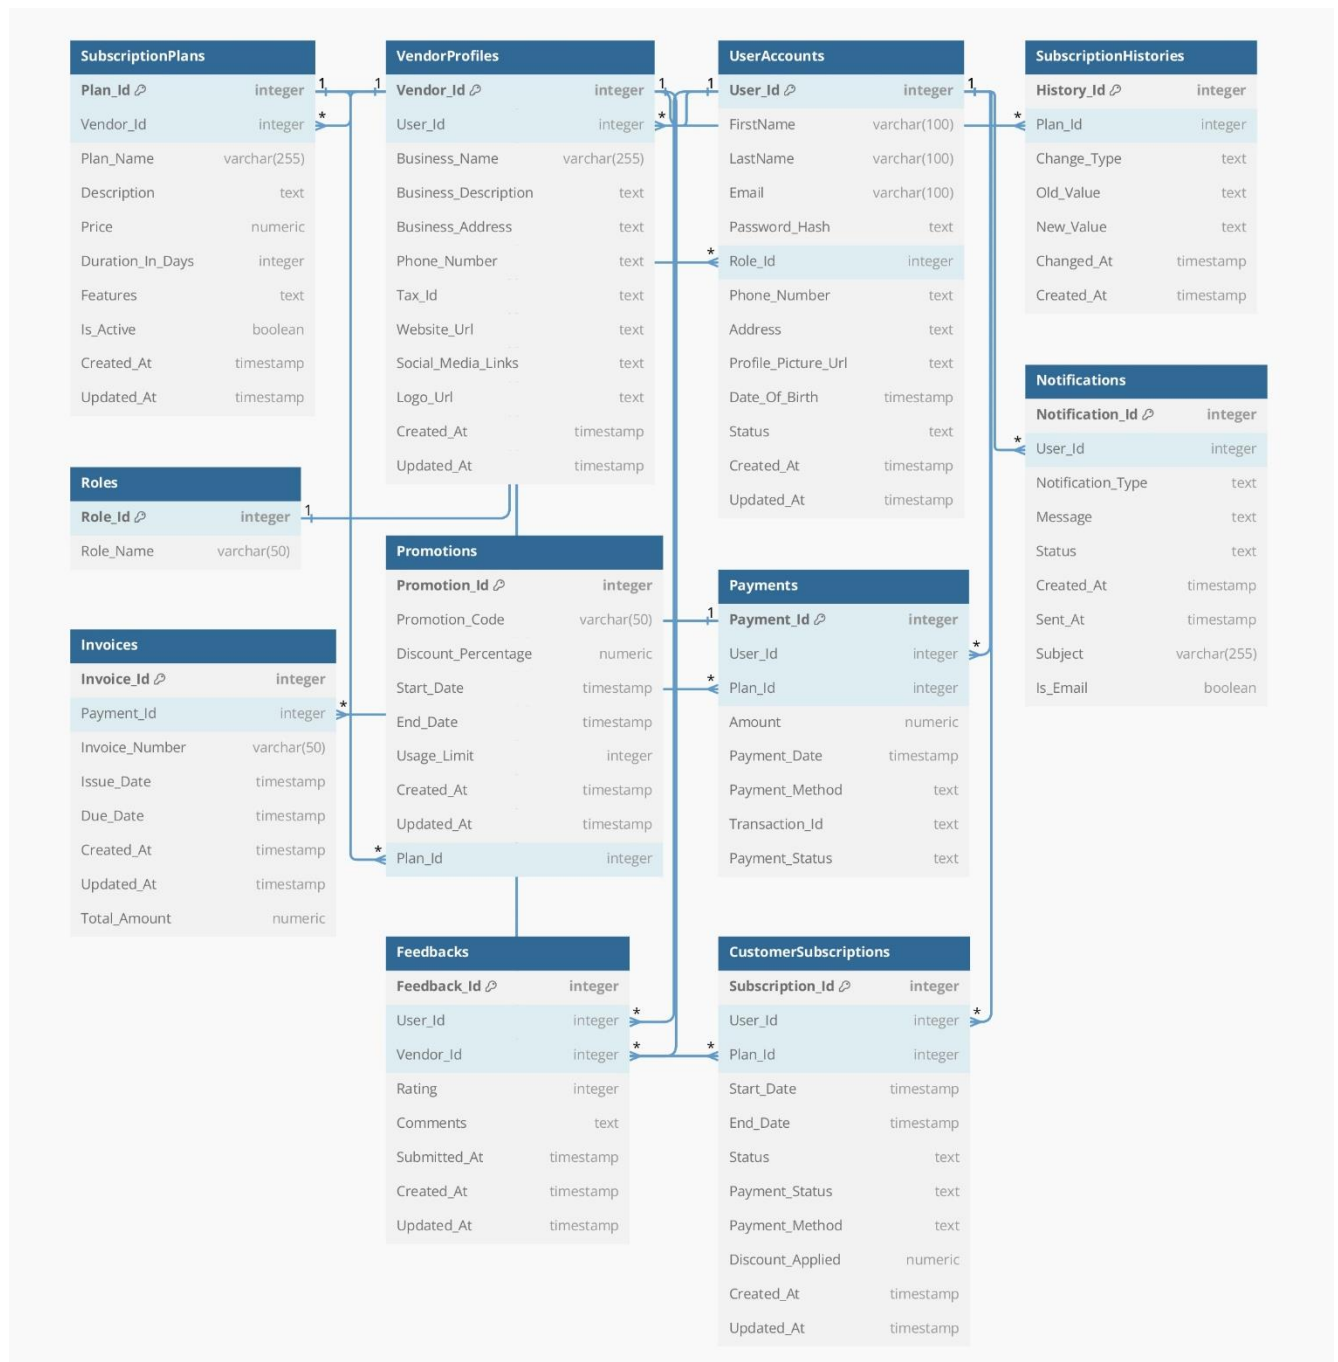 SubscriptionPlans
Plan_Id integer
Vendor_Id integer
Plan_Name varchar(255)
Description text
Price numeric
Duration_In_Days integer
Features text
Is_Active boolean
Created_At timestamp
Updated_At timestamp
1
*
VendorProfiles
Vendor_Id integer
User_Id integer
Business_Name varchar(255)
Business_Description text
Business_Address text
Phone_Number text
Tax_Id text
Website_Url text
Social_Media_Links text
Logo_Url text
Created_At timestamp
Updated_At timestamp
1
1
*
UserAccounts
User_Id integer
FirstName varchar(100)
LastName varchar(100)
Email varchar(100)
Password_Hash text
Role_Id integer
Phone_Number text
Address text
Profile_Picture_Url text
Date_Of_Birth timestamp
Status text
Created_At timestamp
Updated_At timestamp
1
1
*
SubscriptionHistories
History_Id integer
Plan_Id integer
Change_Type text
Old_Value text
New_Value text
Changed_At timestamp
Created_At timestamp
*
Notifications
Notification_Id integer
User_Id integer
Notification_Type text
Message text
Status text
Created_At timestamp
Sent_At timestamp
Subject varchar(255)
Is_Email boolean
*
Roles
Role_Id integer
Role_Name varchar(50)
1
Promotions
Promotion_Id integer
Promotion_Code varchar(50)
Discount_Percentage numeric
Start_Date timestamp
End_Date timestamp
Usage_Limit integer
Created_At timestamp
Updated_At timestamp
Plan_Id integer
*
Payments
Payment_Id integer
User_Id integer
Plan_Id integer
Amount numeric
Payment_Date timestamp
Payment_Method text
Transaction_Id text
Payment_Status text
1
*
*
Invoices
Invoice_Id integer
Payment_Id integer
Invoice_Number varchar(50)
Issue_Date timestamp
Due_Date timestamp
Created_At timestamp
Updated_At timestamp
Total_Amount numeric
*
Feedbacks
Feedback_Id integer
User_Id integer
Vendor_Id integer
Rating integer
Comments text
Submitted_At timestamp
Created_At timestamp
Updated_At timestamp
*
*
CustomerSubscriptions
Subscription_Id integer
User_Id integer
Plan_Id integer
Start_Date timestamp
End_Date timestamp
Status text
Payment_Status text
Payment_Method text
Discount_Applied numeric
Created_At timestamp
Updated_At timestamp
*
*